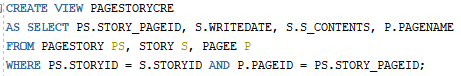 CREATE VIEW PAGESTORYCRE
AS SELECT PS.STORY_PAGEID, S.WRITEDATE, S.S_CONTENTS, P.PAGENAME
FROM PAGESTORY PS, STORY S, PAGEE P
WHERE PS.STORYID = S.STORYID AND P.PAGEID = PS.STORY_PAGEID;